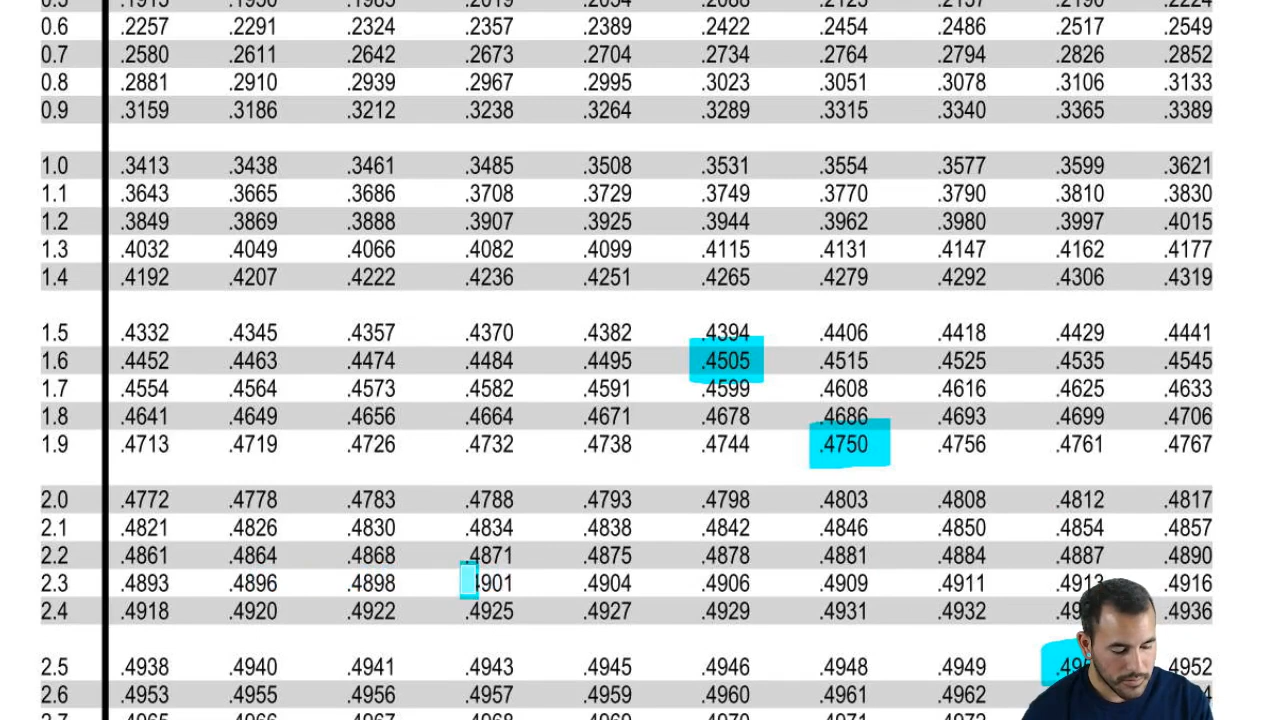 0.6 .2257 .2291 .2324 .2357 .2389 .2422 .2454 .2486 .2517 .2549
0.7 .2580 .2611 .2642 .2673 .2704 .2734 .2764 .2794 .2826 .2852
0.8 .2881 .2910 .2939 .2967 .2995 .3023 .3051 .3078 .3106 .3133
0.9 .3159 .3186 .3212 .3238 .3264 .3289 .3315 .3340 .3365 .3389
1.0 .3413 .3438 .3461 .3485 .3508 .3531 .3554 .3577 .3599 .3621
1.1 .3643 .3665 .3686 .3708 .3729 .3749 .3770 .3790 .3810 .3830
1.2 .3849 .3869 .3888 .3907 .3925 .3944 .3962 .3980 .3997 .4015
1.3 .4032 .4049 .4066 .4082 .4099 .4115 .4131 .4147 .4162 .4177
1.4 .4192 .4207 .4222 .4236 .4251 .4265 .4279 .4292 .4306 .4319
1.5 .4332 .4345 .4357 .4370 .4382 .4394 .4406 .4418 .4429 .4441
1.6 .4452 .4463 .4474 .4484 .4495 .4505 .4515 .4525 .4535 .4545
1.7 .4554 .4564 .4573 .4582 .4591 .4599 .4608 .4616 .4625 .4633
1.8 .4641 .4649 .4656 .4664 .4671 .4678 .4686 .4693 .4699 .4706
1.9 .4713 .4719 .4726 .4732 .4738 .4744 .4750 .4756 .4761 .4767
2.0 .4772 .4778 .4783 .4788 .4793 .4798 .4803 .4808 .4812 .4817
2.1 .4821 .4826 .4830 .4834 .4838 .4842 .4846 .4850 .4854 .4857
2.2 .4861 .4864 .4868 .4871 .4875 .4878 .4881 .4884 .4887 .4890
2.3 .4893 .4896 .4898 .4901 .4904 .4906 .4909 .4911 .4913 .4916
2.4 .4918 .4920 .4922 .4925 .4927 .4929 .4931 .4932 .4936
2.5 .4938 .4940 .4941 .4943 .4945 .4946 .4948 .4949 .4952
2.6 .4953 .4955 .4956 .4957 .4959 .4960 .4961 .4962